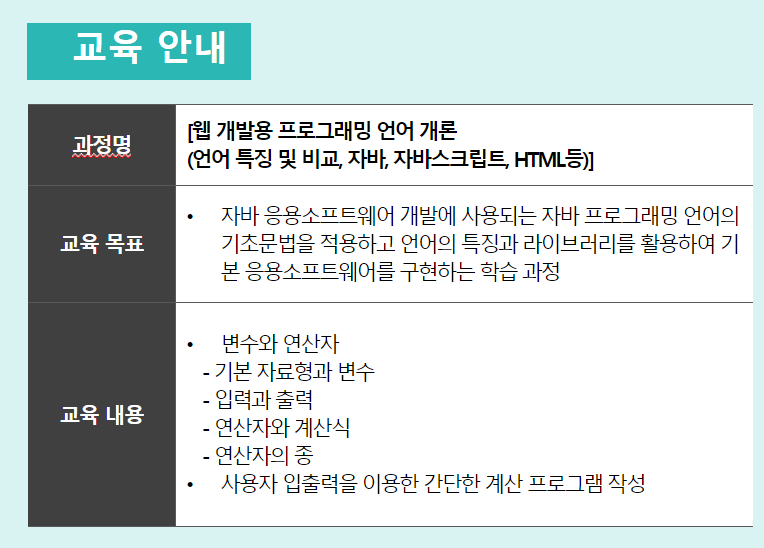 교육 안내
과정명
[웹 개발용 프로그래밍 언어 개론
(언어 특징 및 비교, 자바, 자바스크립트, HTML등)]
교육 목표
• 자바 응용소프트웨어 개발에 사용되는 자바 프로그래밍 언어의
기초문법을 적용하고 언어의 특징과 라이브러리를 활용하여 기
본 응용소프트웨어를 구현하는 학습 과정
교육 내용
• 변수와 연산자
- 기본 자료형과 변수
- 입력과 출력
- 연산자와 계산식
- 연산자의 종
• 사용자 입출력을 이용한 간단한 계산 프로그램 작성